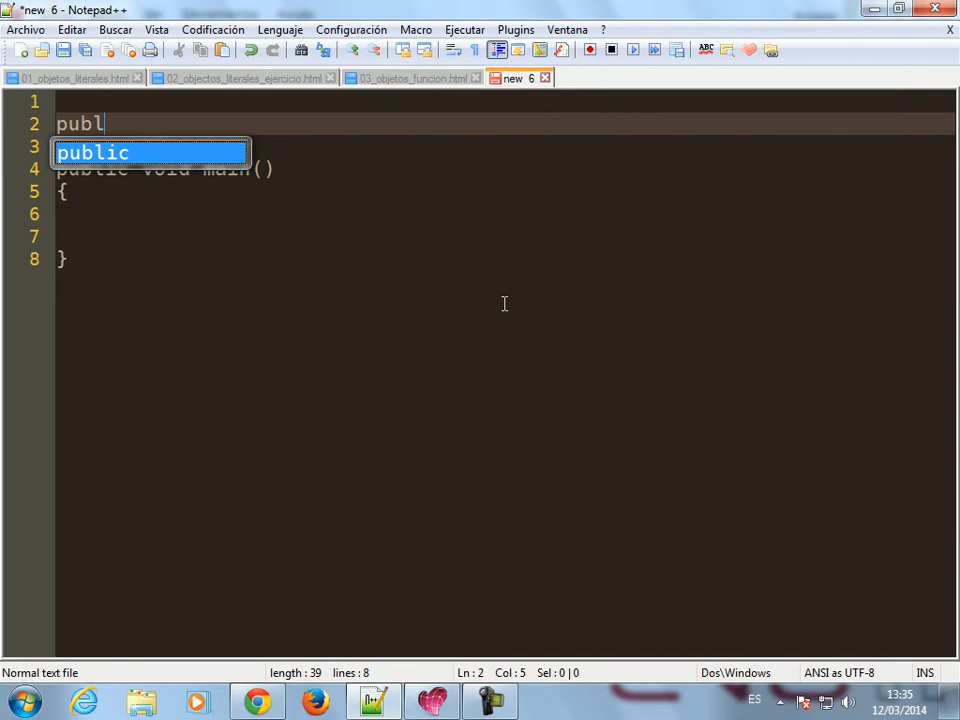 *new 6 - Notepad++
X
Archivo Editar Buscar Vista Codificación Lenguaje Configuración Macro Ejecutar Plugins Ventana ?
ABC
01_objetos_literales.html 02_objectos_literales_ejercicio.html 03_objetos_funcion.html new 6
1
2 publ
3 public
4 public void main()
5 {
6
7
8 }
Normal text file length : 39 lines : 8 Ln : 2 Col : 5 Sel : 0 | 0 Dos\Windows ANSI as UTF-8 INS
ES 13:35
12/03/2014